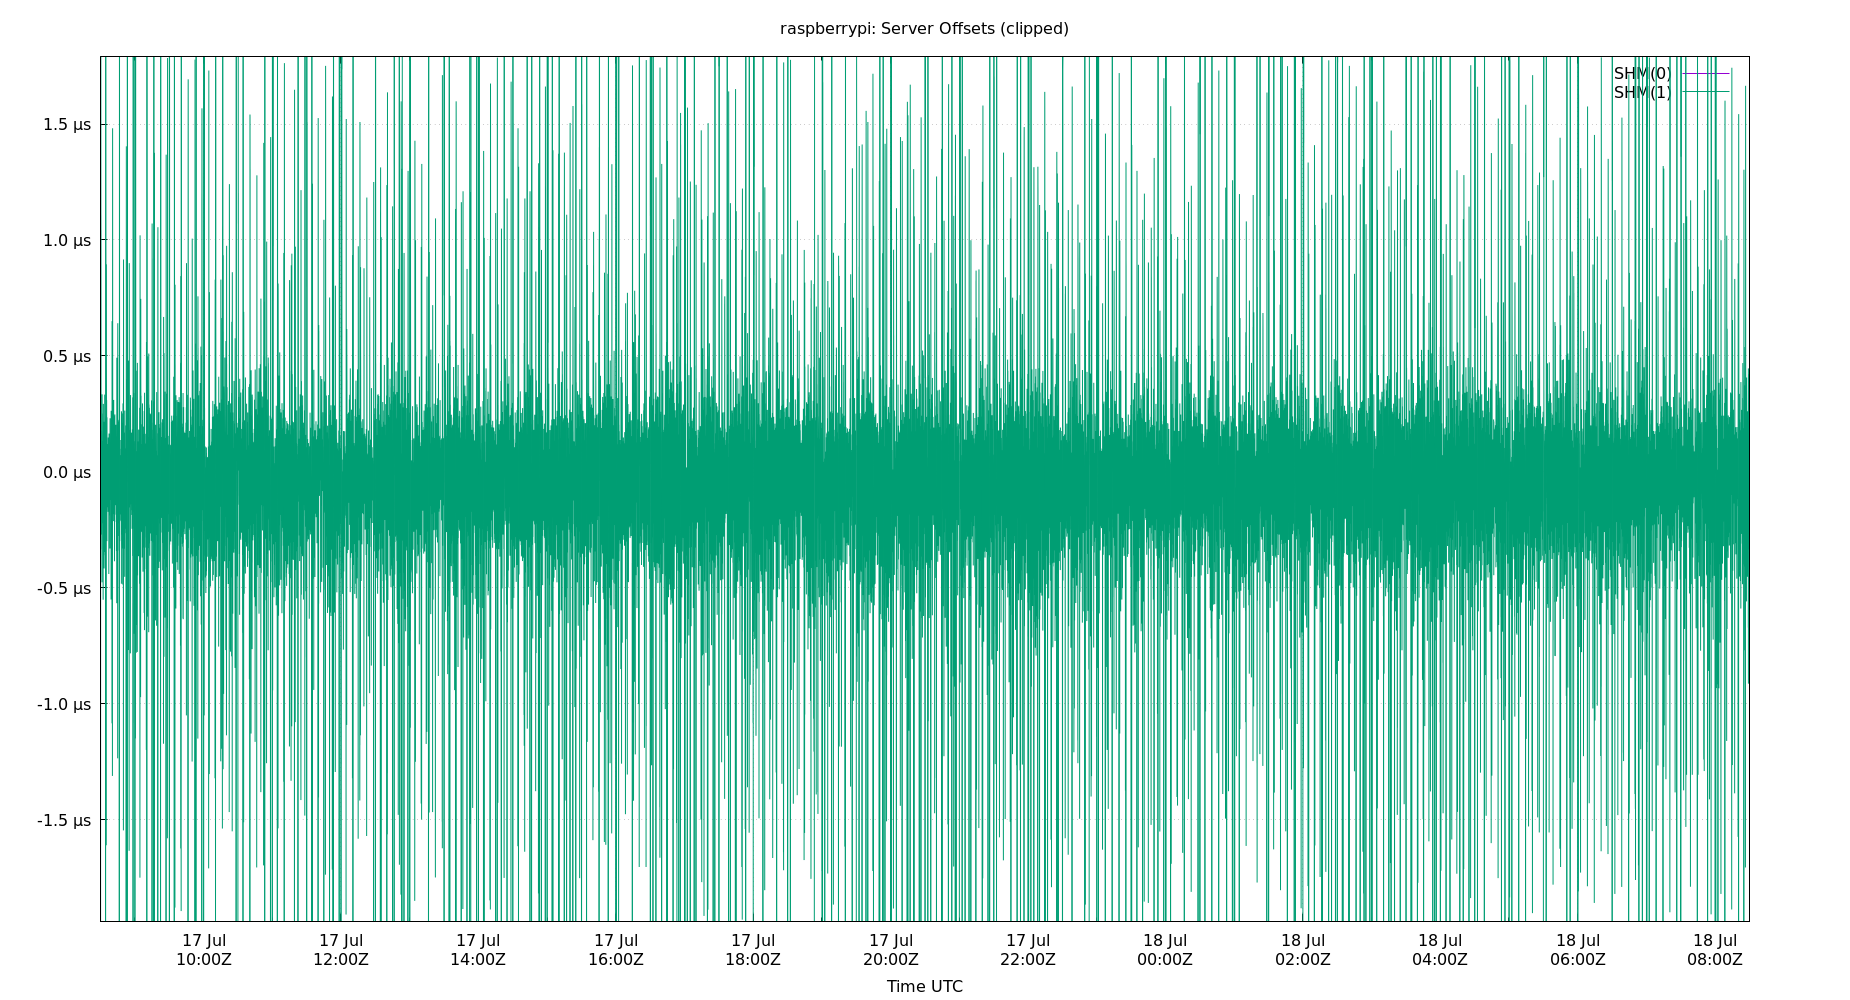 raspberrypi: Server Offsets (clipped)
SHM(0)
SHM(1)
1.5 µs
1.0 µs
0.5 µs
0.0 µs
-0.5 µs
-1.0 µs
-1.5 µs
17 Jul 17 Jul 17 Jul 17 Jul 17 Jul 17 Jul 17 Jul 18 Jul 18 Jul 18 Jul 18 Jul 18 Jul
10:00Z 12:00Z 14:00Z 16:00Z 18:00Z 20:00Z 22:00Z 00:00Z 02:00Z 04:00Z 06:00Z 08:00Z
Time UTC